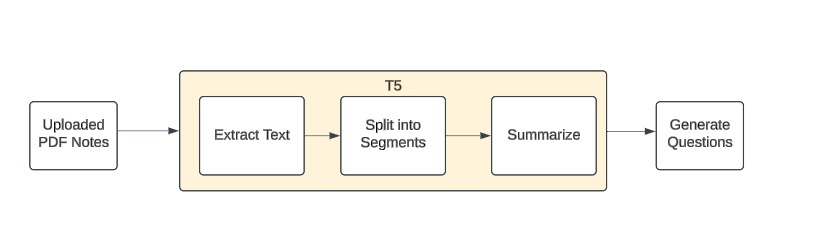 T5
Uploaded
PDF Notes
Extract Text
Split into
Segments
Summarize
Generate
Questions